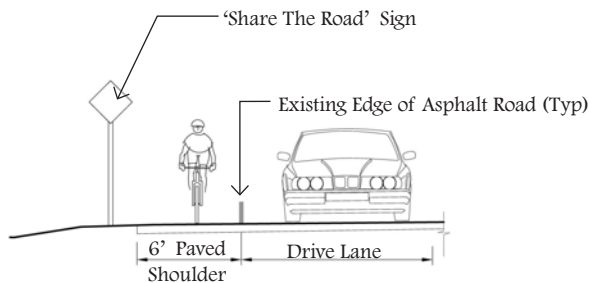 ‘Share The Road’ Sign
Existing Edge of Asphalt Road (Typ)
6’ Paved
Shoulder
Drive Lane